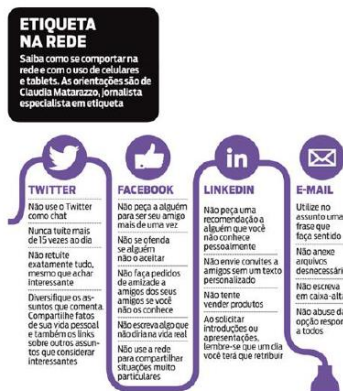 ETIQUETA
NA REDE
Saiba como se comportar na
rede e com o uso de celulares
e tablets. As orientações são de
Claudia Matarazzo, jornalista
especialista em etiqueta
in
TWITTER
Não use o Twitter
como chat
Nunca tuíte mais
de 15 vezes ao dia
Não retuíte
exatamente tudo,
mesmo que achar
interessante
Diversifique os as-
suntos que comenta.
Compartilhe fatos
de sua vida pessoal
e também os links
sobre outros assun-
tos que considerar
interessantes
FACEBOOK
Não peça a alguém
para ser seu amigo
mais de uma vez
Não se ofenda
se alguém
não o aceitar
Não faça pedidos
de amizade a
amigos dos seus
amigos se você
não os conhece
Não escreva algo que
não diria na vida real
Não use a rede
para compartilhar
situações muito
particulares
LINKEDIN
Não peça uma
recomendação a
alguém que você
não conhece
pessoalmente
Não envie convites a
amigos sem um texto
personalizado
Não tente
vender produtos
Ao solicitar
introduções ou
apresentações,
lembre-se que um dia
você terá que retribuir
E-MAIL
Utilize no
assunto uma
frase que
faça sentido
Não anexe
arquivos
desnecessári
Não escreva
em caixa-alta
Não abuse da
opção respon
a todos